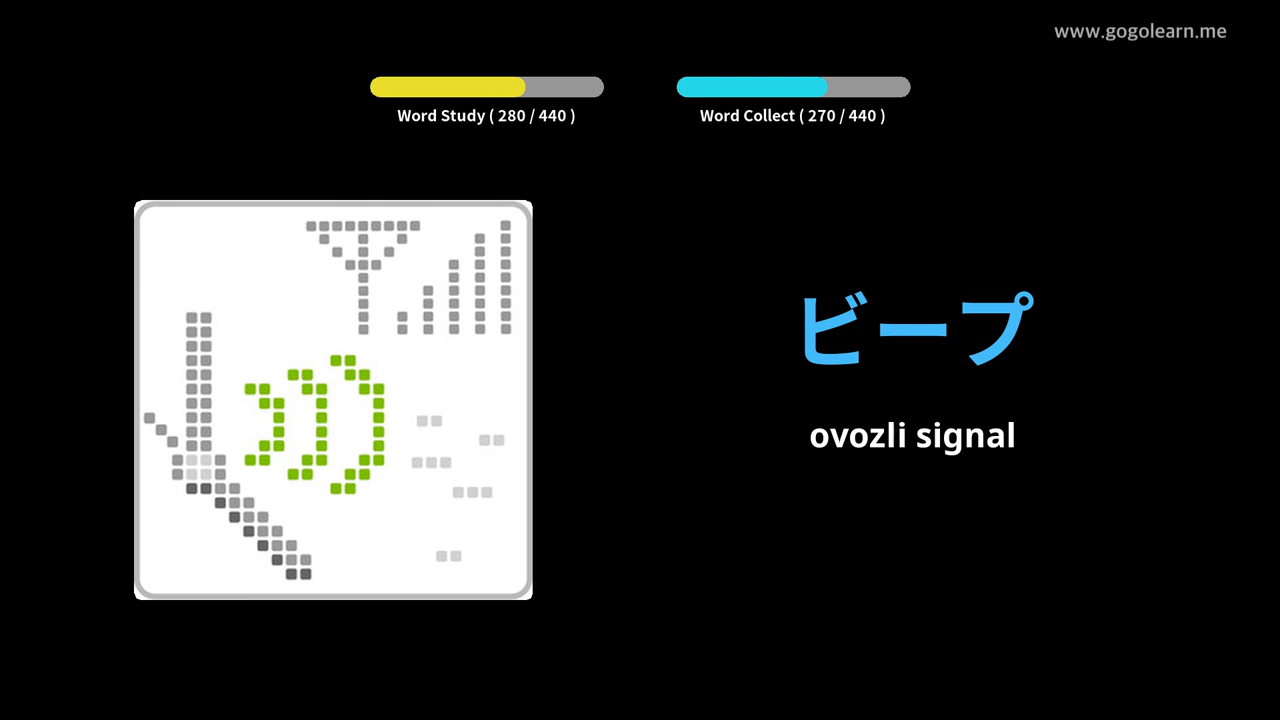 www.gogolearn.me
Word Study ( 280 / 440 )
Word Collect ( 270 / 440 )
ビープ
ovozli signal